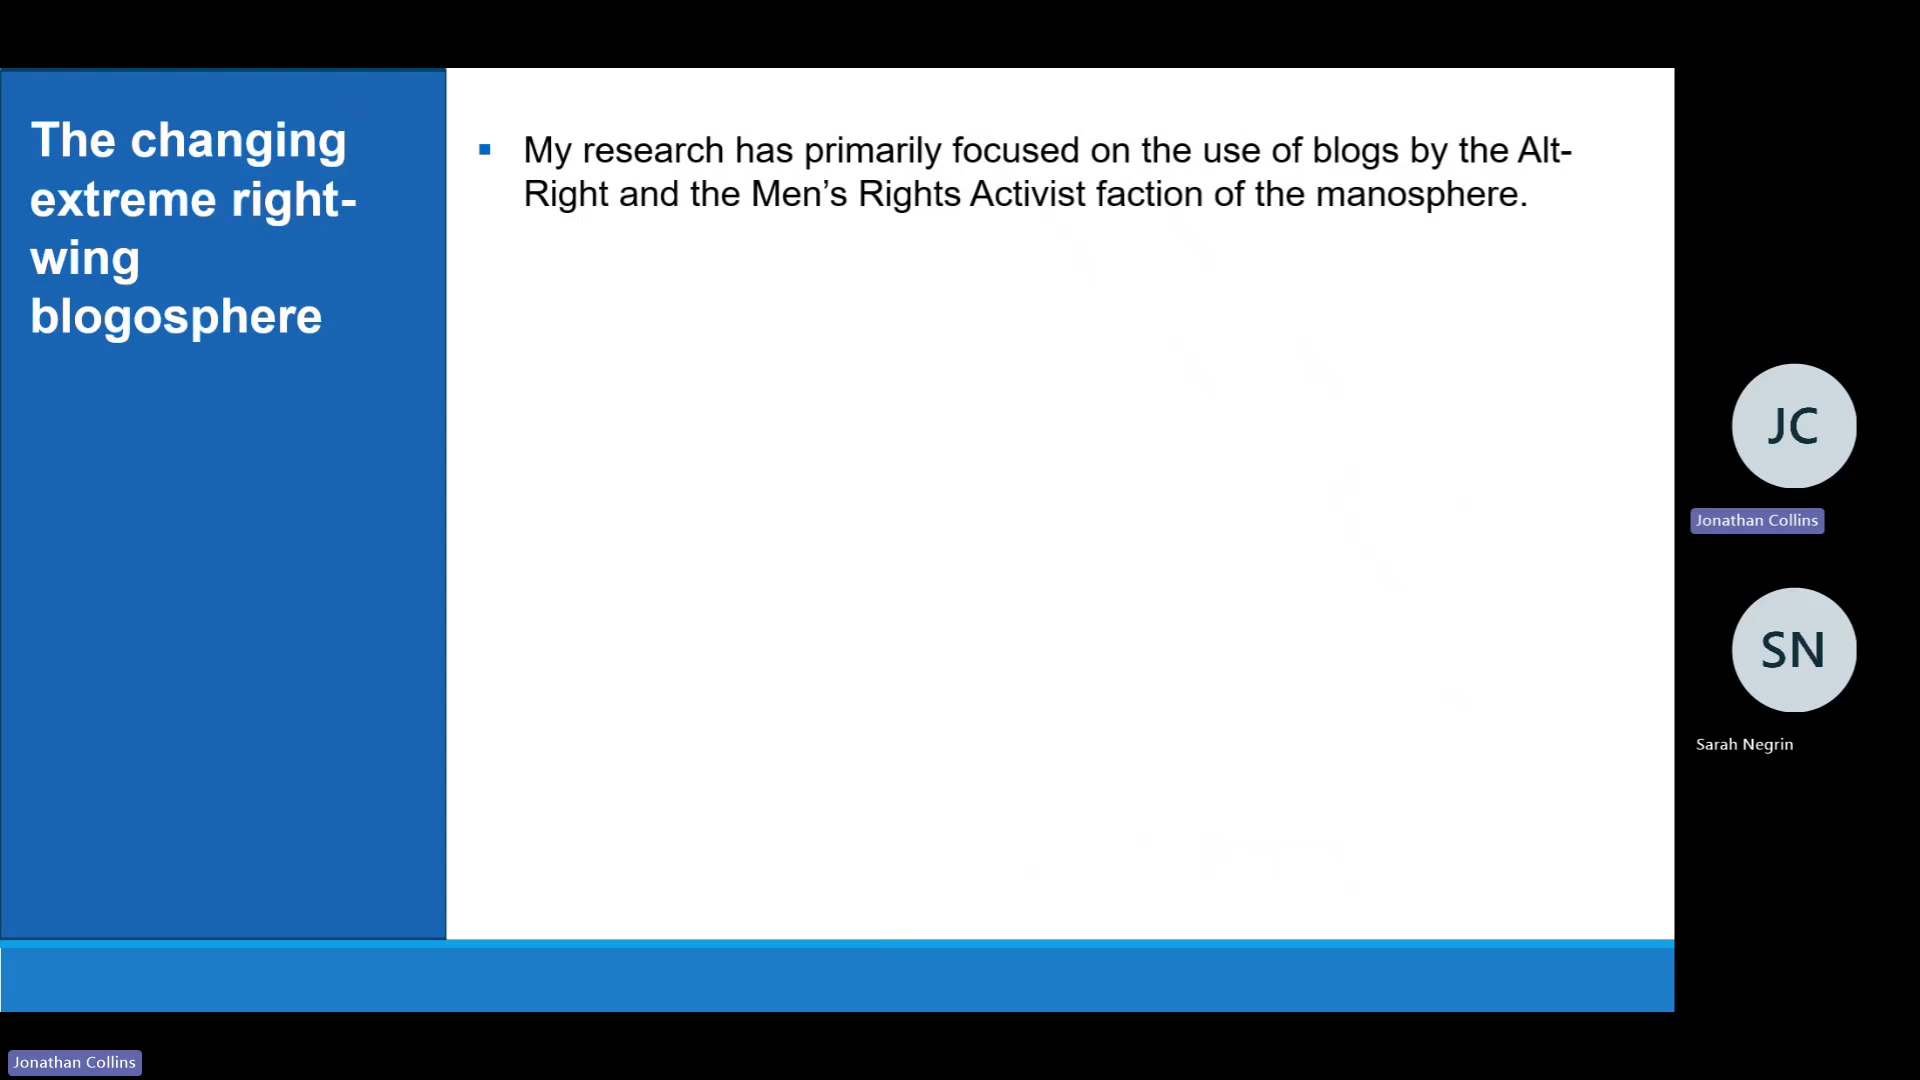 The changing
extreme right-
wing
blogosphere
▪ My research has primarily focused on the use of blogs by the Alt-
Right and the Men’s Rights Activist faction of the manosphere.
JC
Jonathan Collins
SN
Sarah Negrin
Jonathan Collins